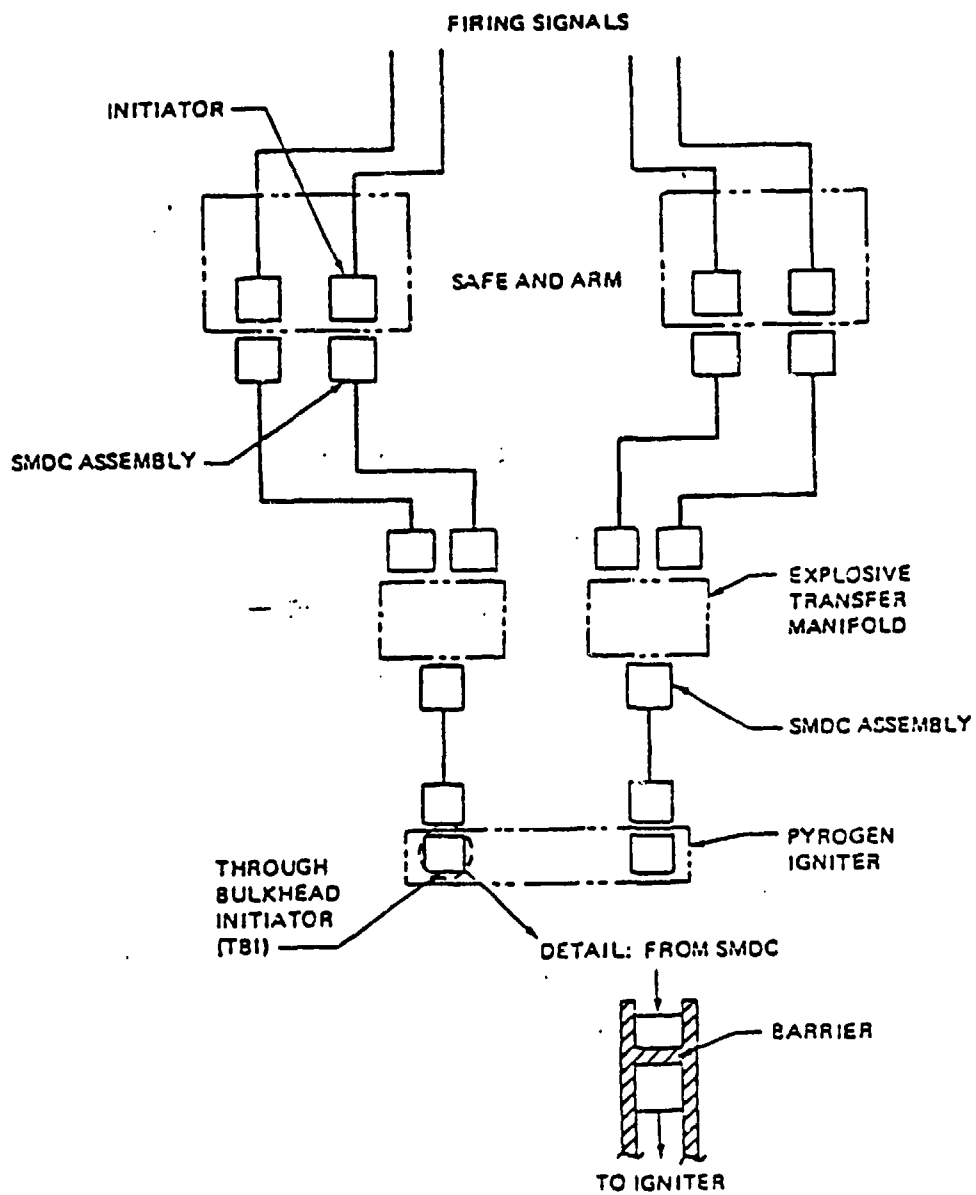 FIRING SIGNALS
INITIATOR
SAFE AND ARM
SMDC ASSEMBLY
EXPLOSIVE
TRANSFER
MANIFOLD
SMDC ASSEMBLY
PYROGEN
IGNITER
THROUGH
BULKHEAD
INITIATOR
(TBI)
DETAIL: FROM SMDC
BARRIER
TO IGNITER